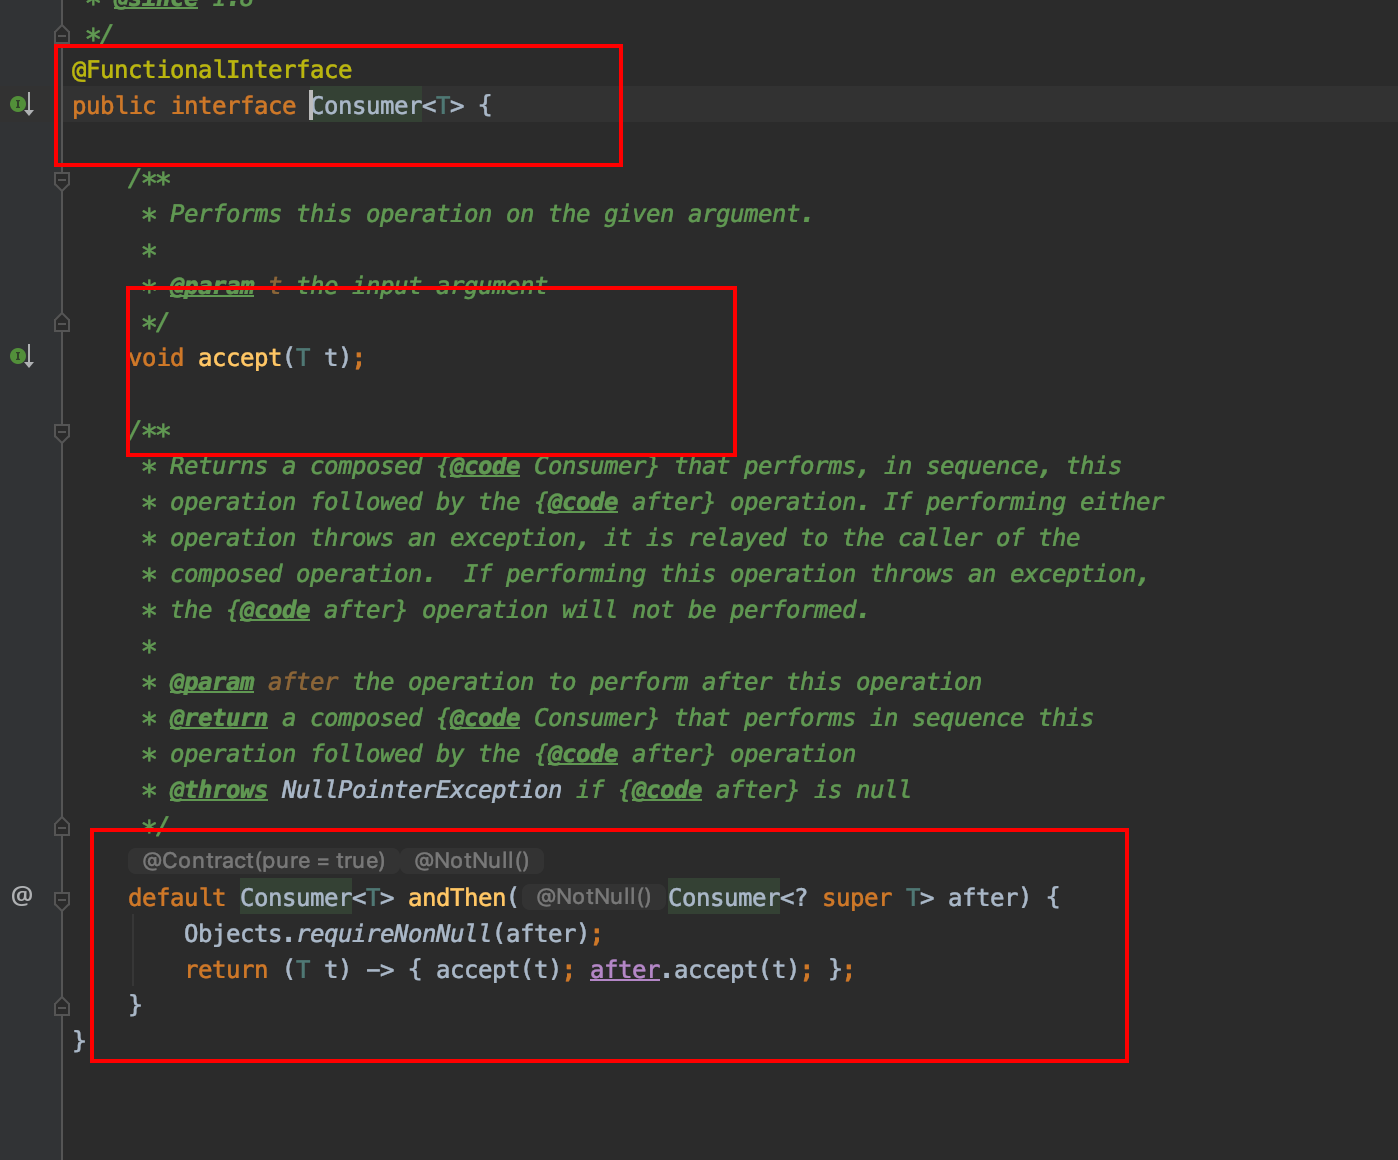 * @since 1.8
*/
@FunctionalInterface
public interface Consumer<T> {
/**
* Performs this operation on the given argument.
*
* @param t the input argument
*/
void accept(T t);
/**
* Returns a composed {@code Consumer} that performs, in sequence, this
* operation followed by the {@code after} operation. If performing either
* operation throws an exception, it is relayed to the caller of the
* composed operation.  If performing this operation throws an exception,
* the {@code after} operation will not be performed.
*
* @param after the operation to perform after this operation
* @return a composed {@code Consumer} that performs in sequence this
* operation followed by the {@code after} operation
* @throws NullPointerException if {@code after} is null
*/
@Contract(pure = true) @NotNull()
@ default Consumer<T> andThen( @NotNull() Consumer<? super T> after) {
Objects.requireNonNull(after);
return (T t) -> { accept(t); after.accept(t); };
}
}